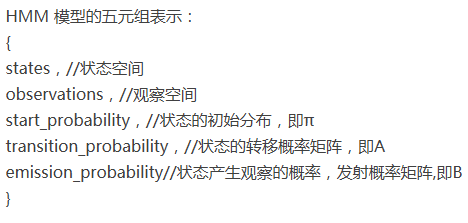 HMM 模型的五元组表示：
{
states，//状态空间
observations，//观察空间
start_probability，//状态的初始分布，即π
transition_probability，//状态的转移概率矩阵，即A
emission_probability//状态产生观察的概率，发射概率矩阵,即B
}